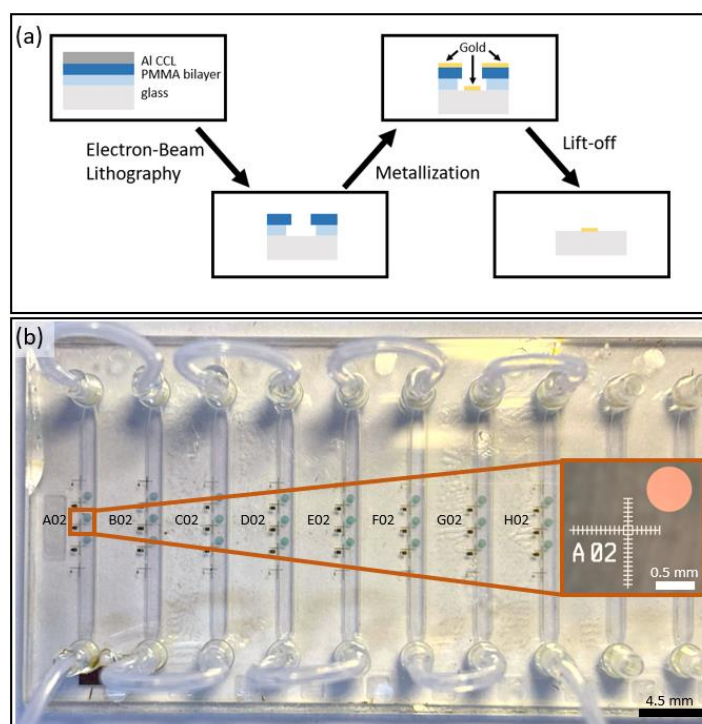 (a)
Al CCL
PMMA bilayer
glass
Electron-Beam
Lithography
Metallization
Gold
Lift-off
(b)
A02
B02
C02
D02
E02
F02
G02
H02
A 02
0.5 mm
4.5 mm